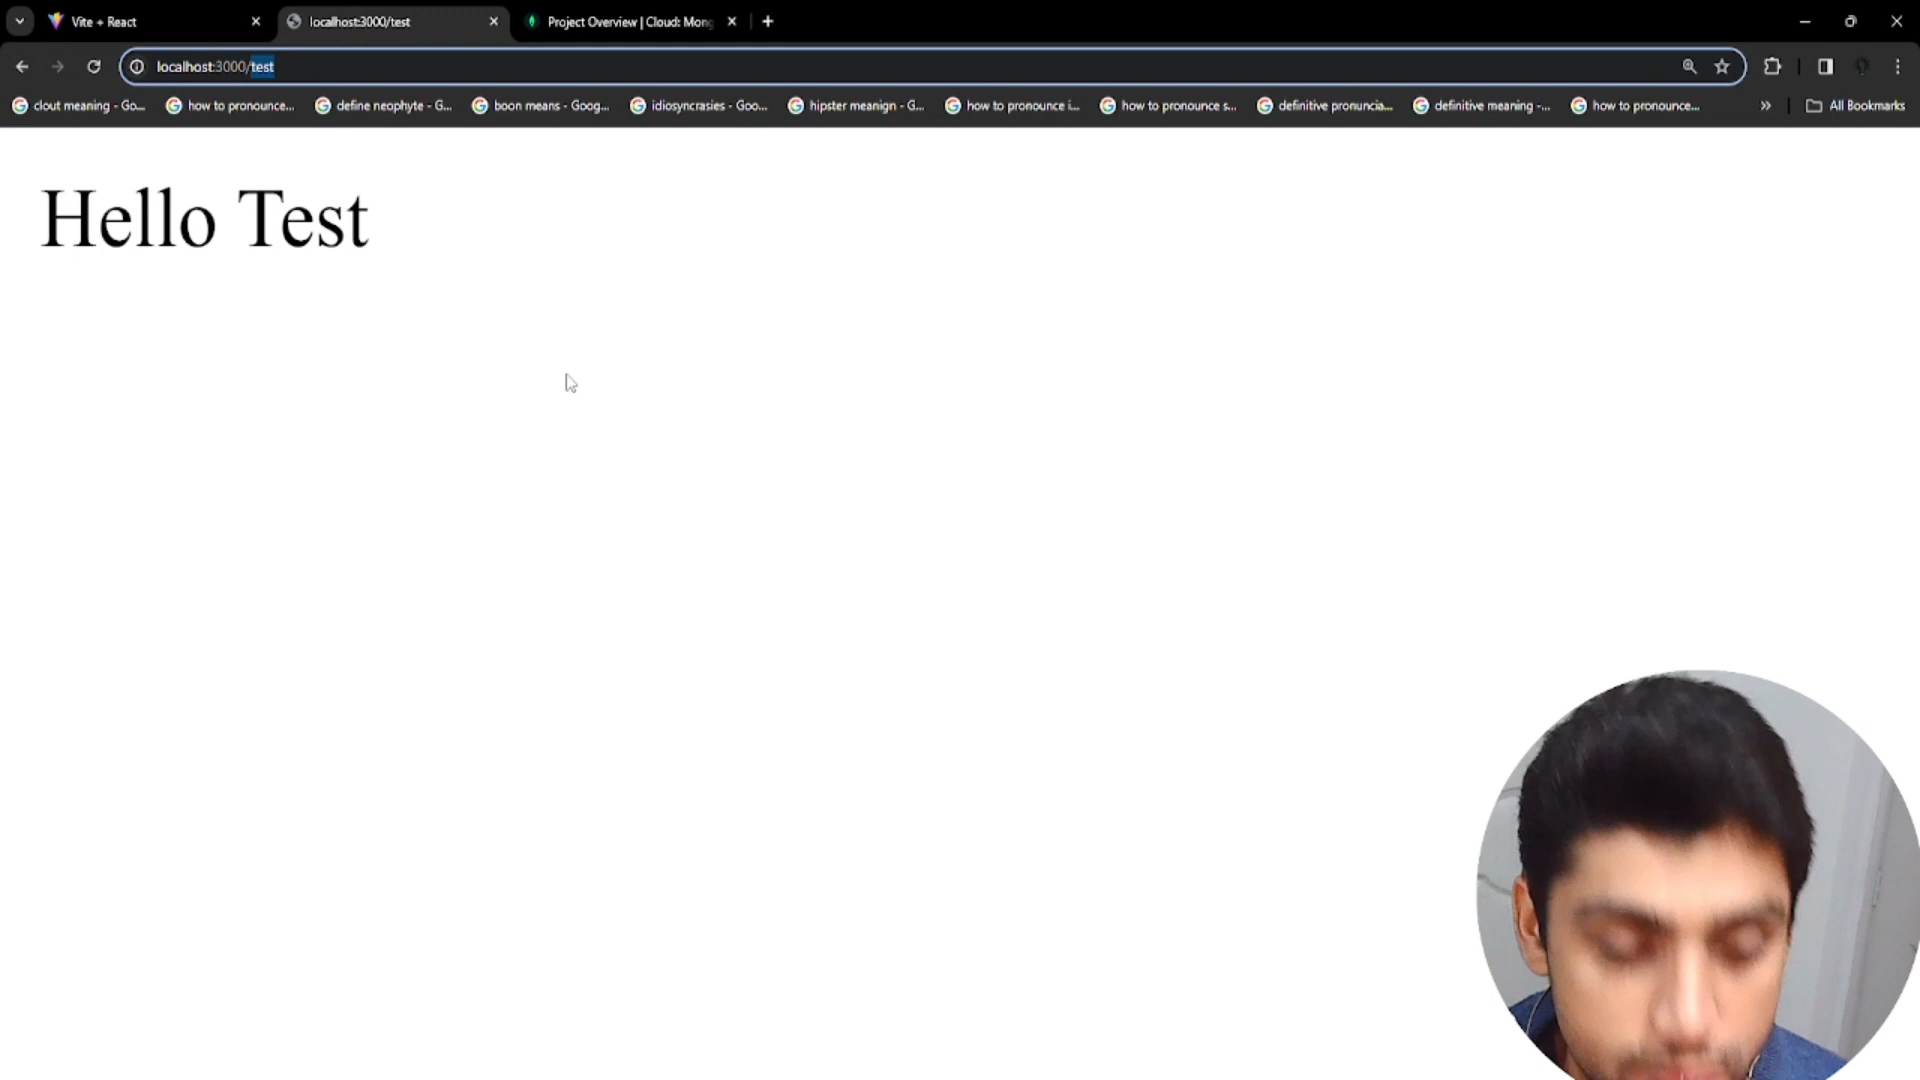 Vite + React
localhost:3000/test
Project Overview | Cloud: Mong
localhost:3000/test
clout meaning - Go...
how to pronounce...
define neophyte - G...
boon means - Goog...
idiosyncrasies - Goo...
hipster meanign - G...
how to pronounce i...
how to pronounce s...
definitive pronuncia...
definitive meaning -...
how to pronounce...
All Bookmarks
Hello Test